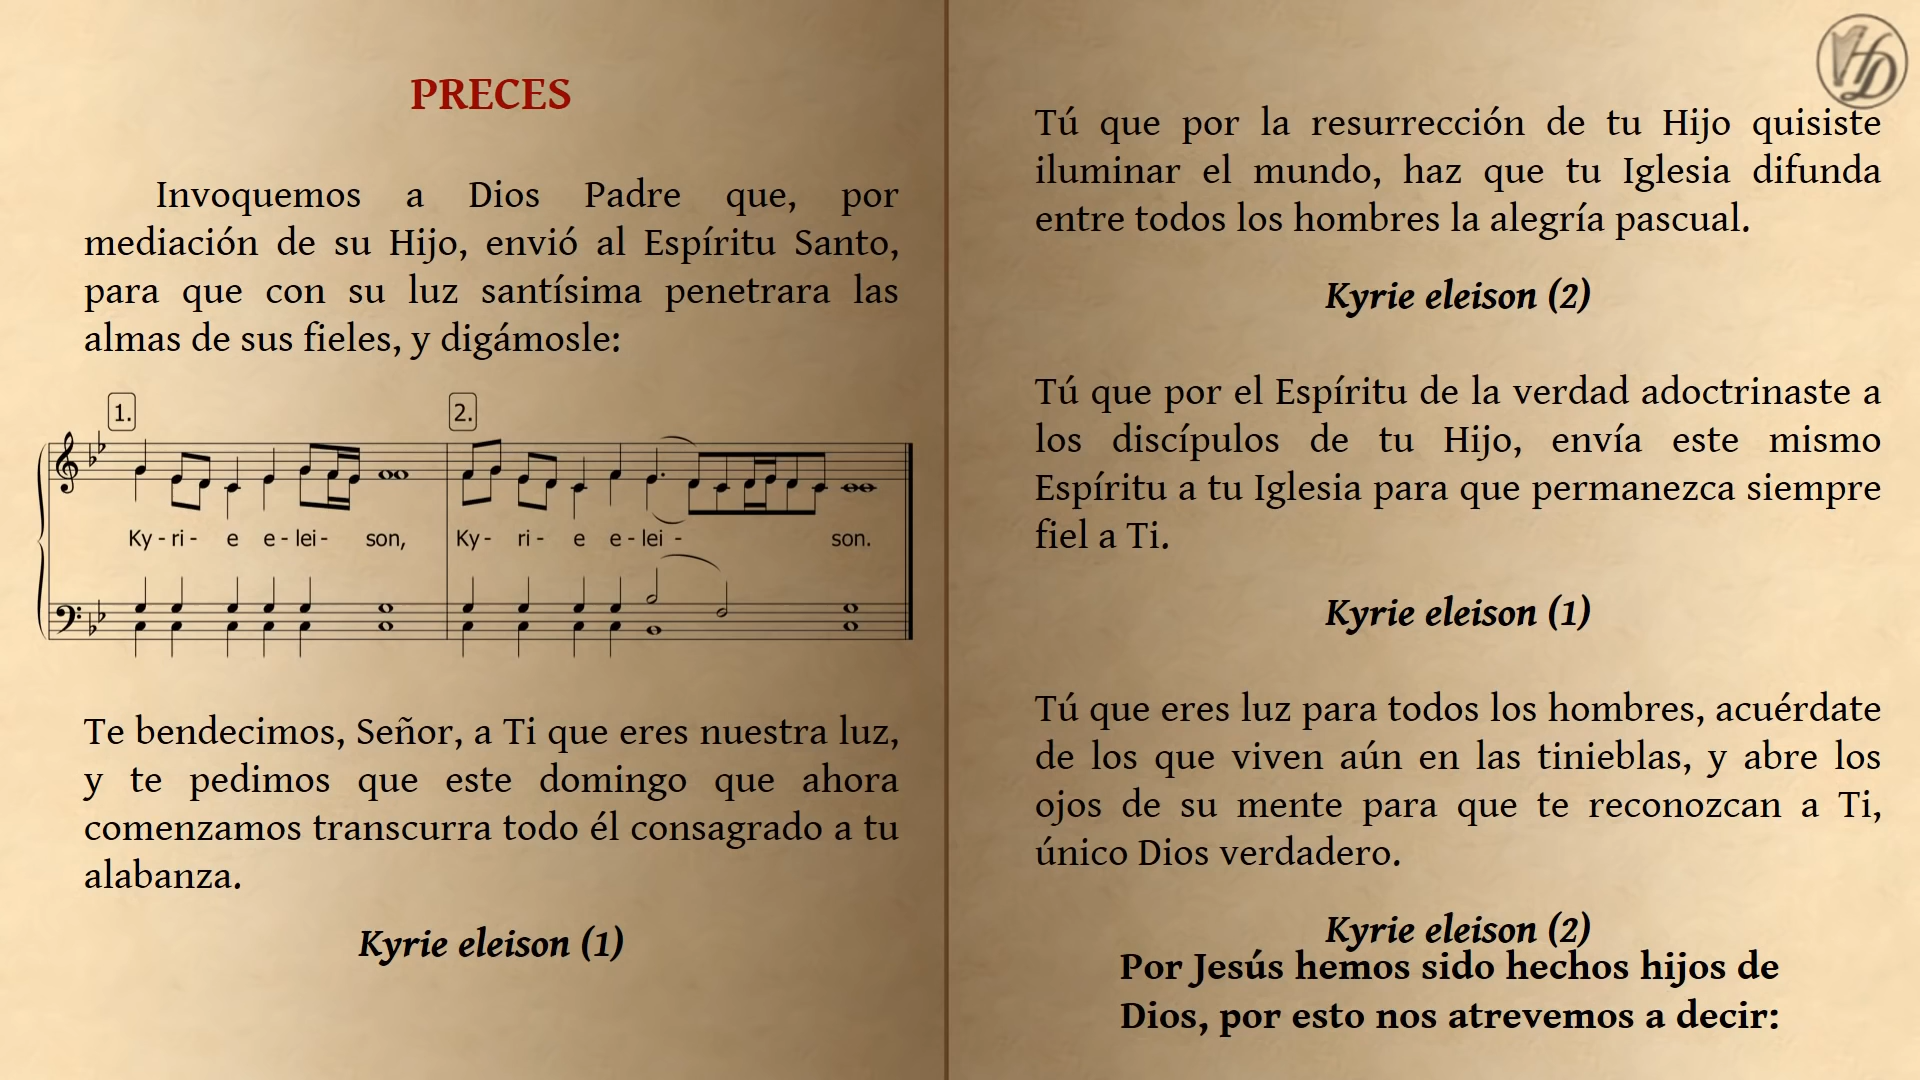 PRECES
Invoquemos a Dios Padre que, por
mediación de su Hijo, envió al Espíritu Santo,
para que con su luz santísima penetrara las
almas de sus fieles, y digámosle:
1. 2.
Ky - ri - e e - lei - son, Ky - ri - e e - lei - son.
Te bendecimos, Señor, a Ti que eres nuestra luz,
y te pedimos que este domingo que ahora
comenzamos transcurra todo él consagrado a tu
alabanza.
Kyrie eleison (1)
HD
Tú que por la resurrección de tu Hijo quisiste
iluminar el mundo, haz que tu Iglesia difunda
entre todos los hombres la alegría pascual.
Kyrie eleison (2)
Tú que por el Espíritu de la verdad adoctrinaste a
los discípulos de tu Hijo, envía este mismo
Espíritu a tu Iglesia para que permanezca siempre
fiel a Ti.
Kyrie eleison (1)
Tú que eres luz para todos los hombres, acuérdate
de los que viven aún en las tinieblas, y abre los
ojos de su mente para que te reconozcan a Ti,
único Dios verdadero.
Kyrie eleison (2)
Por Jesús hemos sido hechos hijos de
Dios, por esto nos atrevemos a decir: